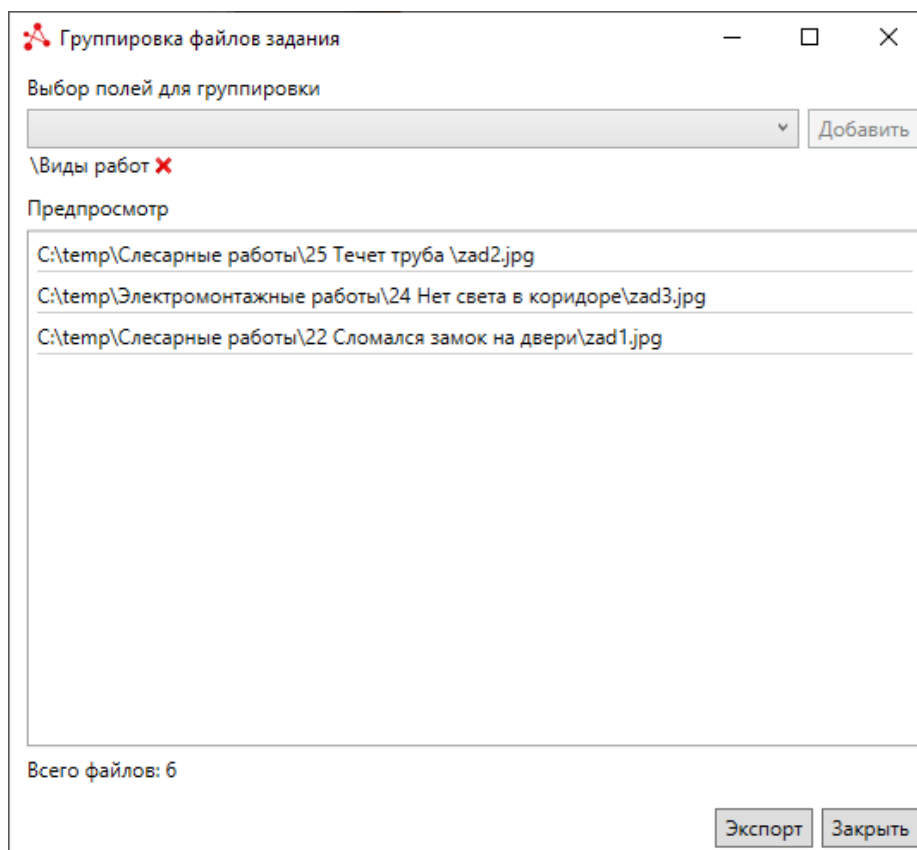 Группировка файлов задания
Выбор полей для группировки
Добавить
\Виды работ
Предпросмотр
C:\temp\Слесарные работы\25 Течет труба \zad2.jpg
C:\temp\Электромонтажные работы\24 Нет света в коридоре\zad3.jpg
C:\temp\Слесарные работы\22 Сломался замок на двери\zad1.jpg
Всего файлов: 6
Экспорт Закрыть